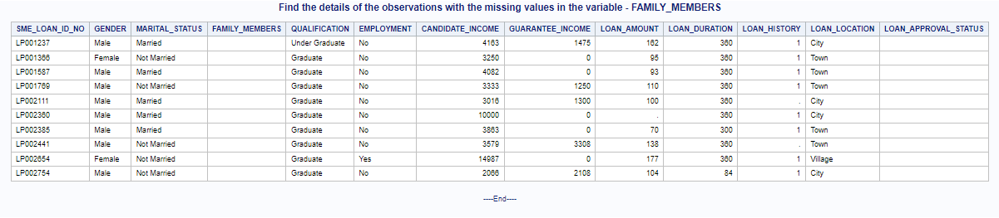 Find the details of the observations with the missing values in the variable - FAMILY_MEMBERS
SME_LOAN_ID_NO GENDER MARITAL_STATUS FAMILY_MEMBERS QUALIFICATION EMPLOYMENT CANDIDATE_INCOME GUARANTEE_INCOME LOAN_AMOUNT LOAN_DURATION LOAN_HISTORY LOAN_LOCATION LOAN_APPROVAL_STATUS
LP001237 Male Married Under Graduate No 4163 1475 162 360 1 City
LP001366 Female Not Married Graduate No 3250 0 95 360 1 Town
LP001587 Male Married Graduate No 4082 0 93 360 1 Town
LP001769 Male Not Married Graduate No 3333 1250 110 360 1 Town
LP002111 Male Married Graduate No 3016 1300 100 360 . City
LP002360 Male Married Graduate No 10000 0 . 360 1 City
LP002385 Male Married Graduate No 3863 0 70 300 1 Town
LP002441 Male Not Married Graduate No 3579 3308 138 360 . Town
LP002654 Female Not Married Graduate Yes 14987 0 177 360 1 Village
LP002754 Male Not Married Graduate No 2066 2108 104 84 1 City
----End----